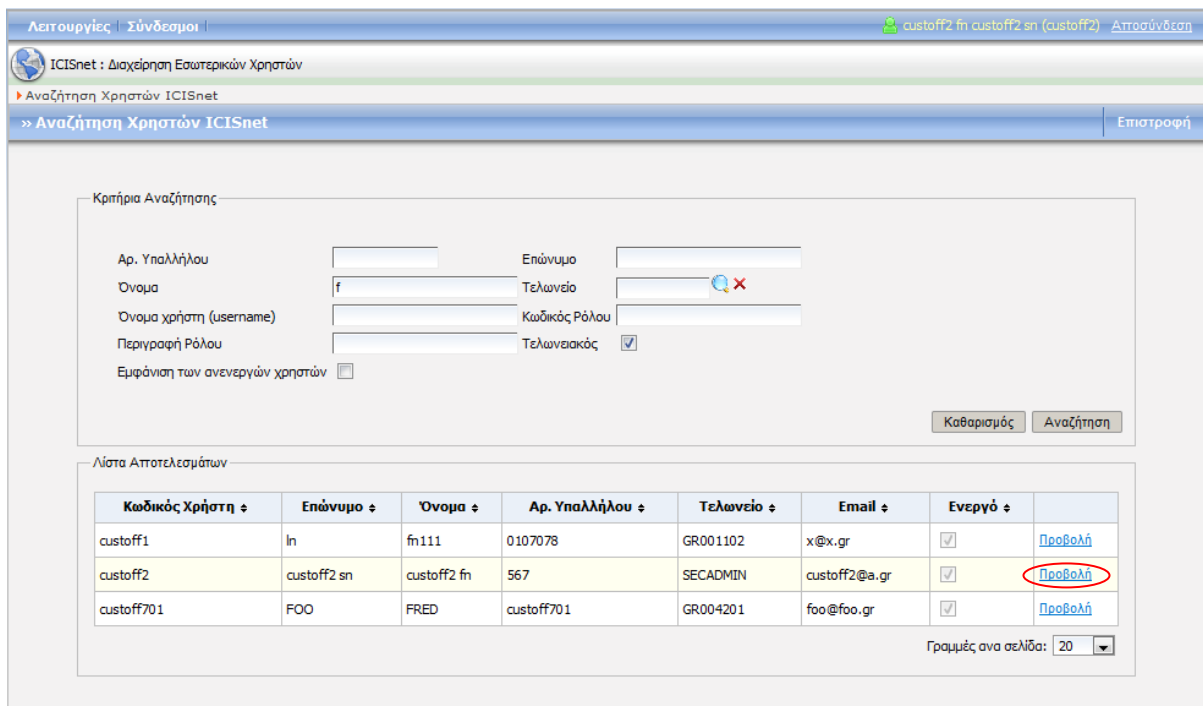 Λειτουργίες | Σύνδεσμοι | custoff2 fn custoff2 sn (custoff2) Αποσύνδεση
ICISnet : Διαχείρηση Εσωτερικών Χρηστών
Αναζήτηση Χρηστών ICISnet
» Αναζήτηση Χρηστών ICISnet Επιστροφή
Κριτήρια Αναζήτησης
Αρ. Υπαλλήλου Επώνυμο
Όνομα f Τελωνείο
Όνομα χρήστη (username) Κωδικός Ρόλου
Περιγραφή Ρόλου Τελωνειακός
Εμφάνιση των ανενεργών χρηστών
Καθαρισμός Αναζήτηση
Λίστα Αποτελεσμάτων
Κωδικός Χρήστη Επώνυμο Όνομα Αρ. Υπαλλήλου Τελωνείο Email Ενεργό
custoff1 ln fn111 0107078 GR001102 x@x.gr Προβολή
custoff2 custoff2 sn custoff2 fn 567 SECADMIN custoff2@a.gr Προβολή
custoff701 FOO FRED custoff701 GR004201 foo@foo.gr Προβολή
Γραμμές ανα σελίδα: 20